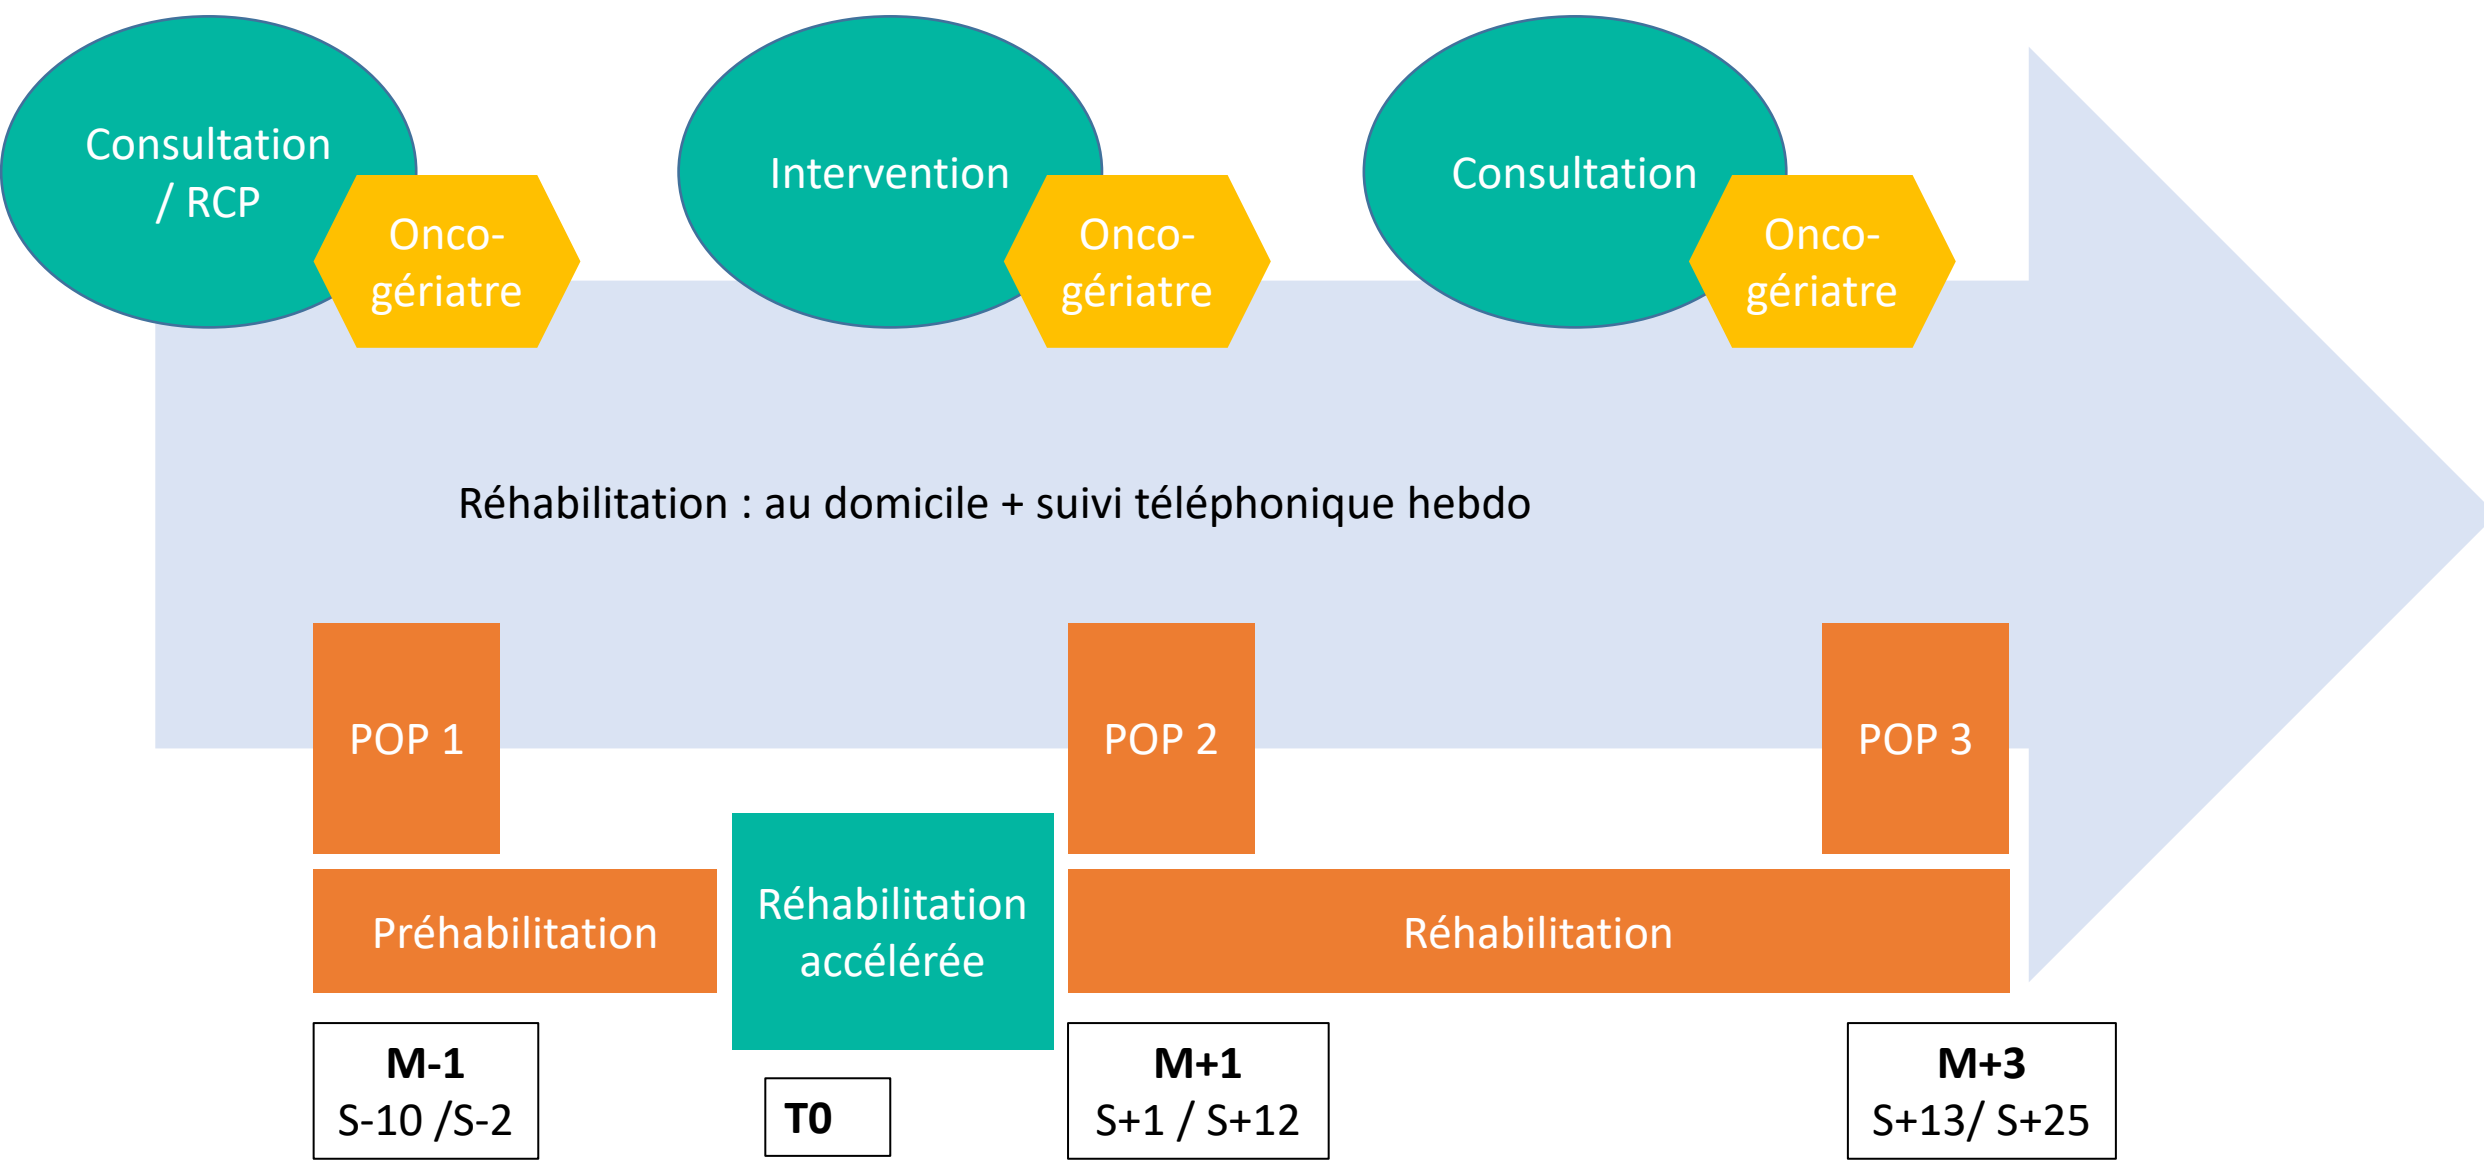 Consultation
/ RCP
Onco-
gériatre
Intervention
Onco-
gériatre
Consultation
Onco-
gériatre
Réhabilitation : au domicile + suivi téléphonique hebdo
POP 1
POP 2
POP 3
Préhabilitation
Réhabilitation
accélérée
Réhabilitation
M-1
S-10 /S-2
T0
M+1
S+1 / S+12
M+3
S+13/ S+25